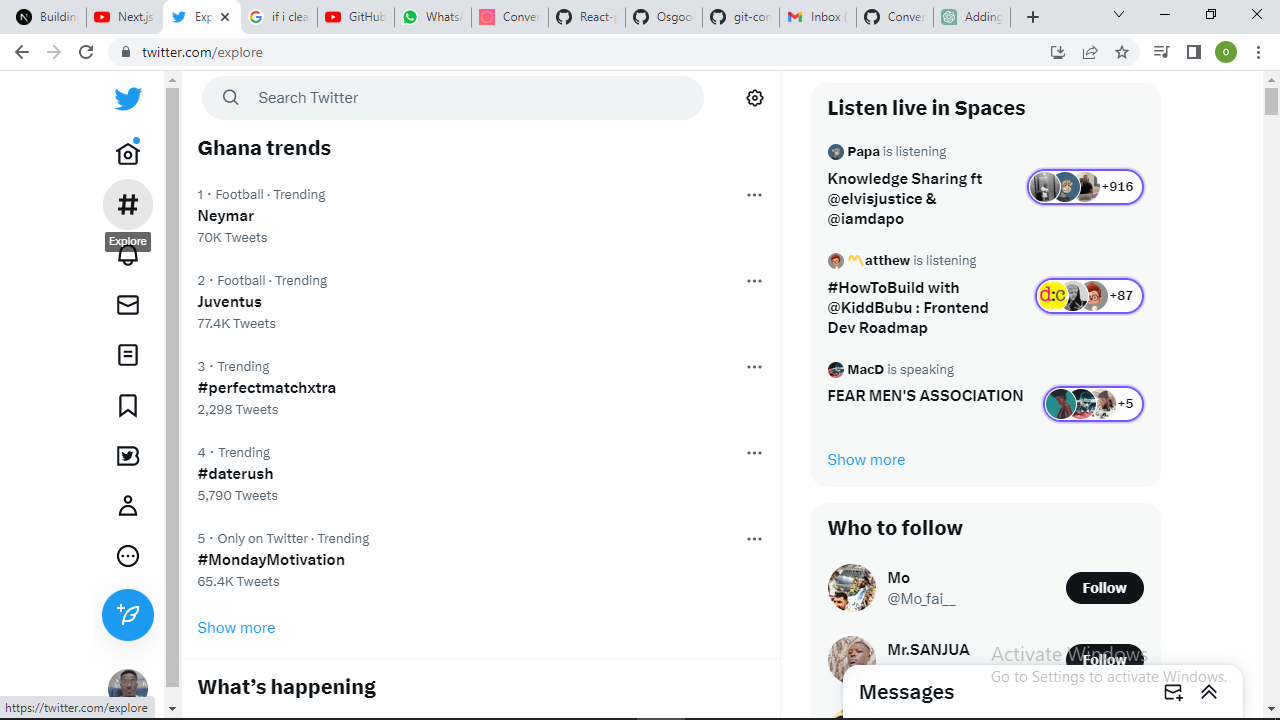 Building
Next.js
Exp
if i clea
GitHub
WhatsA
Conver
React-p
Osgoo
git-con
Inbox (
Conver
Adding
twitter.com/explore
o
Search Twitter
Ghana trends
1 · Football · Trending
Neymar
70K Tweets
2 · Football · Trending
Juventus
77.4K Tweets
3 · Trending
#perfectmatchxtra
2,298 Tweets
4 · Trending
#daterush
5,790 Tweets
5 · Only on Twitter · Trending
#MondayMotivation
65.4K Tweets
Show more
What's happening
Explore
Listen live in Spaces
Papa is listening
Knowledge Sharing ft
@elvisjustice &
@iamdapo
+916
〽️atthew is listening
#HowToBuild with
@KiddBubu : Frontend
Dev Roadmap
d:c
+87
MacD is speaking
FEAR MEN'S ASSOCIATION
+5
Show more
Who to follow
Mo
@Mo_fai__
Follow
Mr.SANJUA
Follow
Activate Windows
Go to Settings to activate Windows.
Messages
https://twitter.com/explore